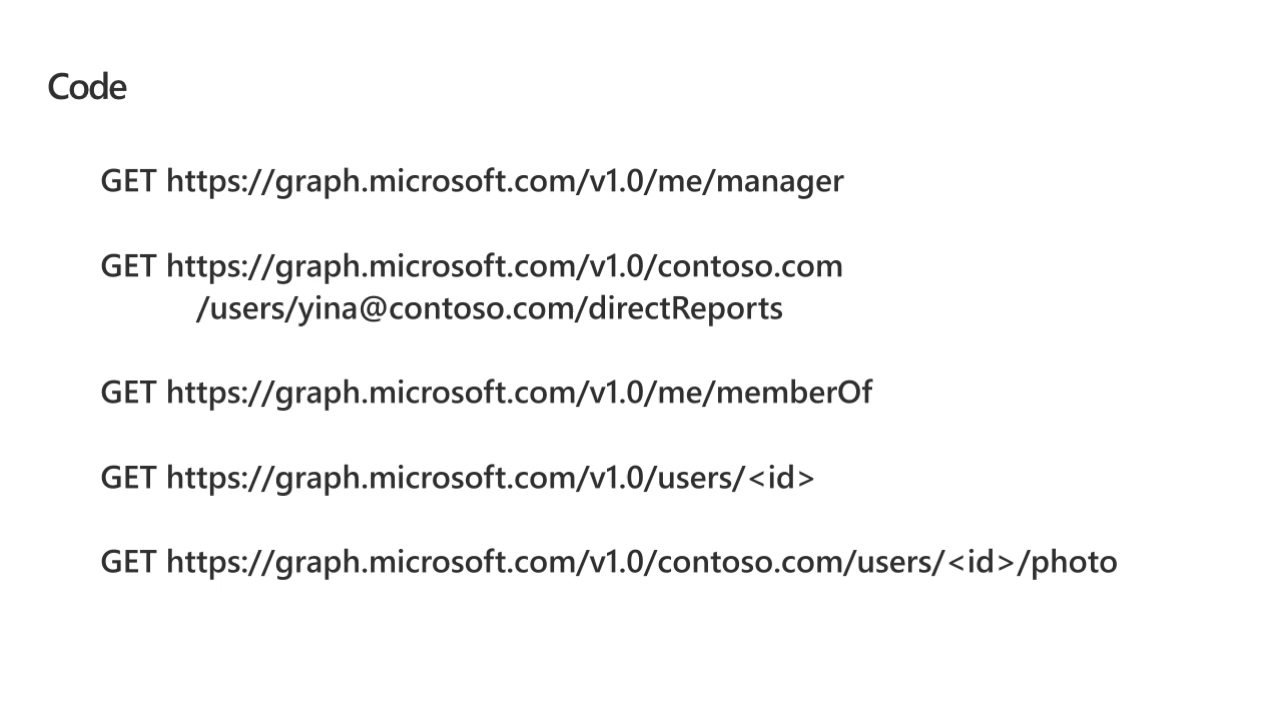 Code
GET https://graph.microsoft.com/v1.0/me/manager
GET https://graph.microsoft.com/v1.0/contoso.com
/users/yina@contoso.com/directReports
GET https://graph.microsoft.com/v1.0/me/memberOf
GET https://graph.microsoft.com/v1.0/users/<id>
GET https://graph.microsoft.com/v1.0/contoso.com/users/<id>/photo